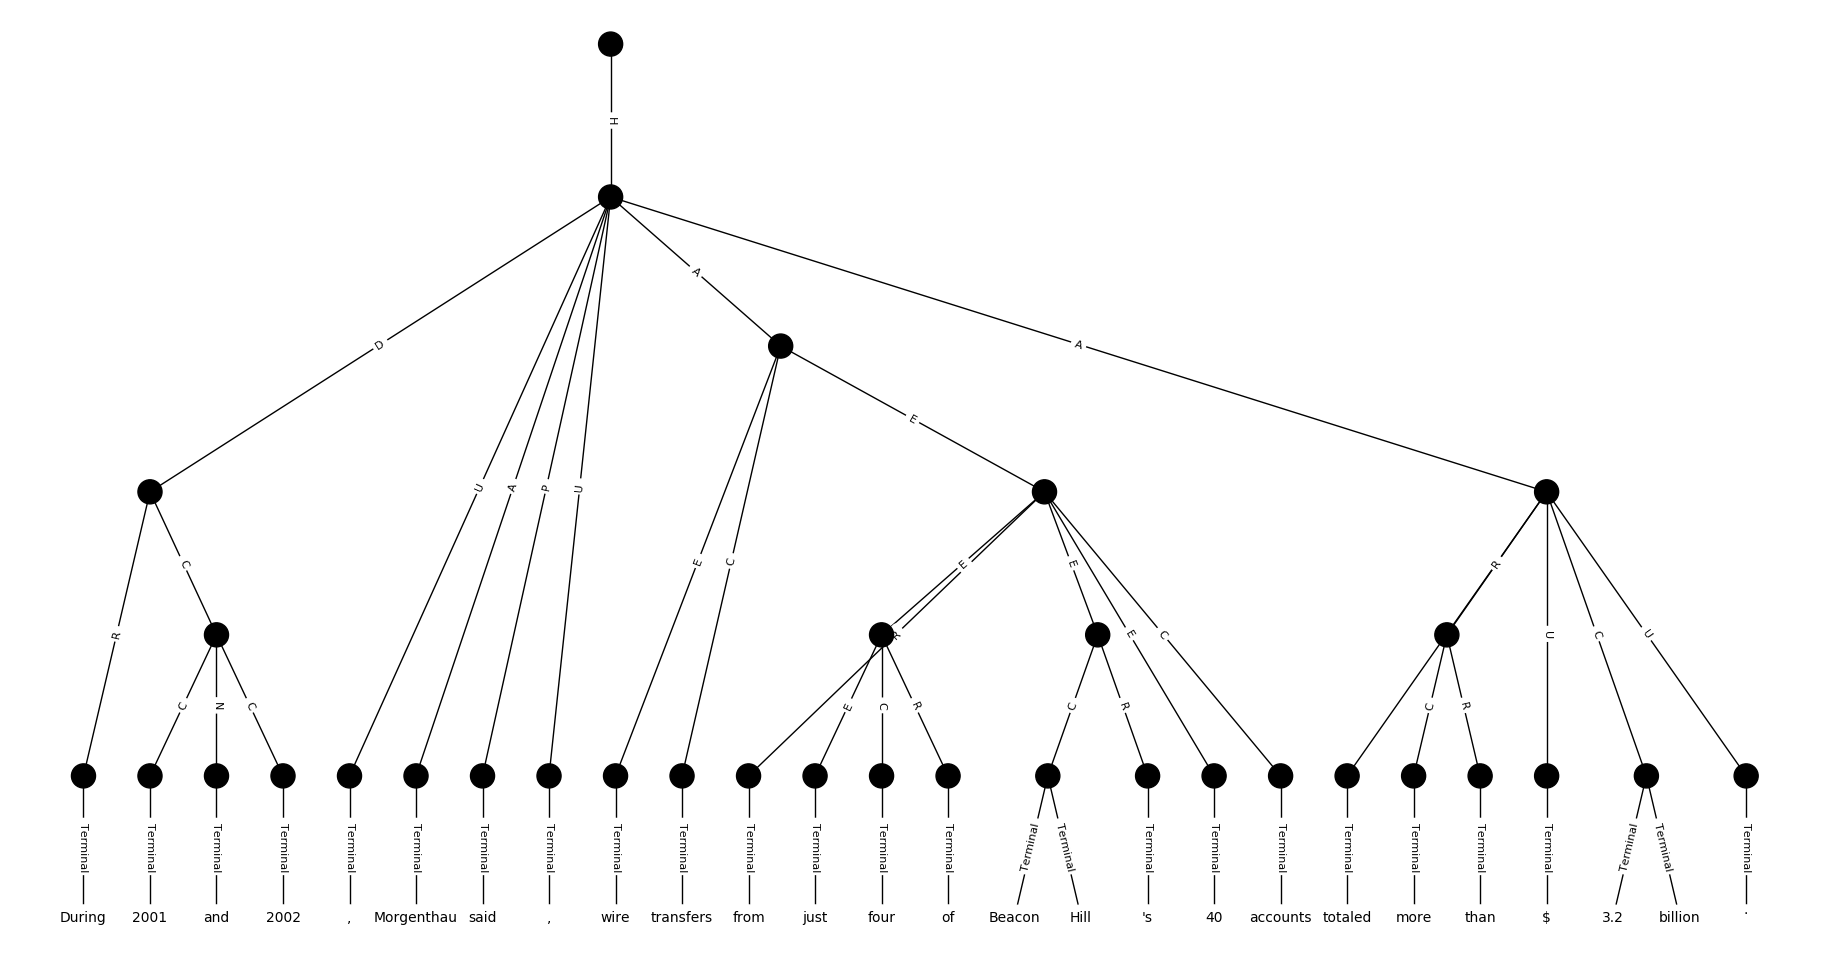 H
A
D
A
E
U
A
P
U
E
C
C
E
E
R
R
R
E
C
U
C
U
C
N
C
E
C
R
C
R
C
R
Terminal Terminal Terminal Terminal Terminal Terminal Terminal Terminal Terminal Terminal Terminal Terminal Terminal Terminal Terminal Terminal Terminal Terminal Terminal Terminal Terminal Terminal Terminal Terminal Terminal Terminal
During 2001 and 2002 , Morgenthau said , wire transfers from just four of Beacon Hill 's 40 accounts totaled more than $ 3.2 billion .